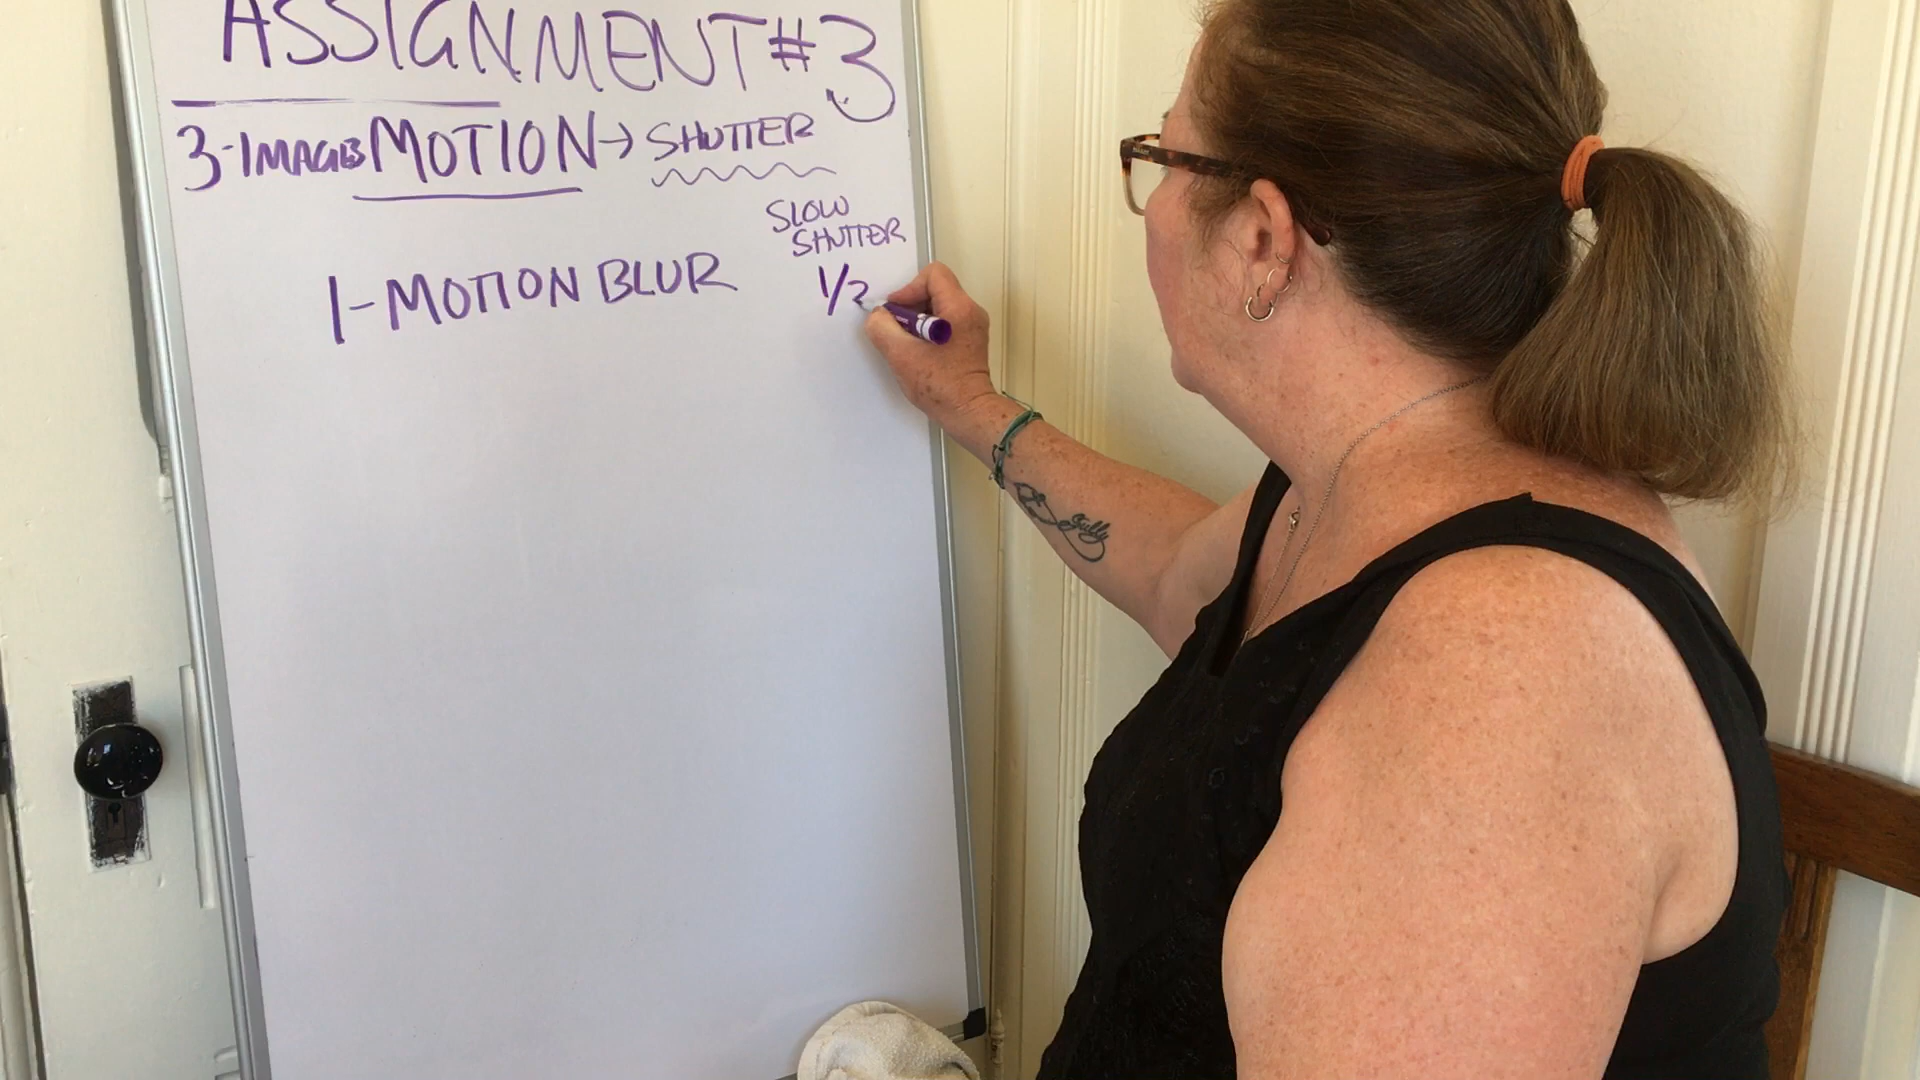 ASSIGNMENT #3
3-IMAGES MOTION → SHUTTER
SLOW
SHUTTER
1-MOTION BLUR 1/2